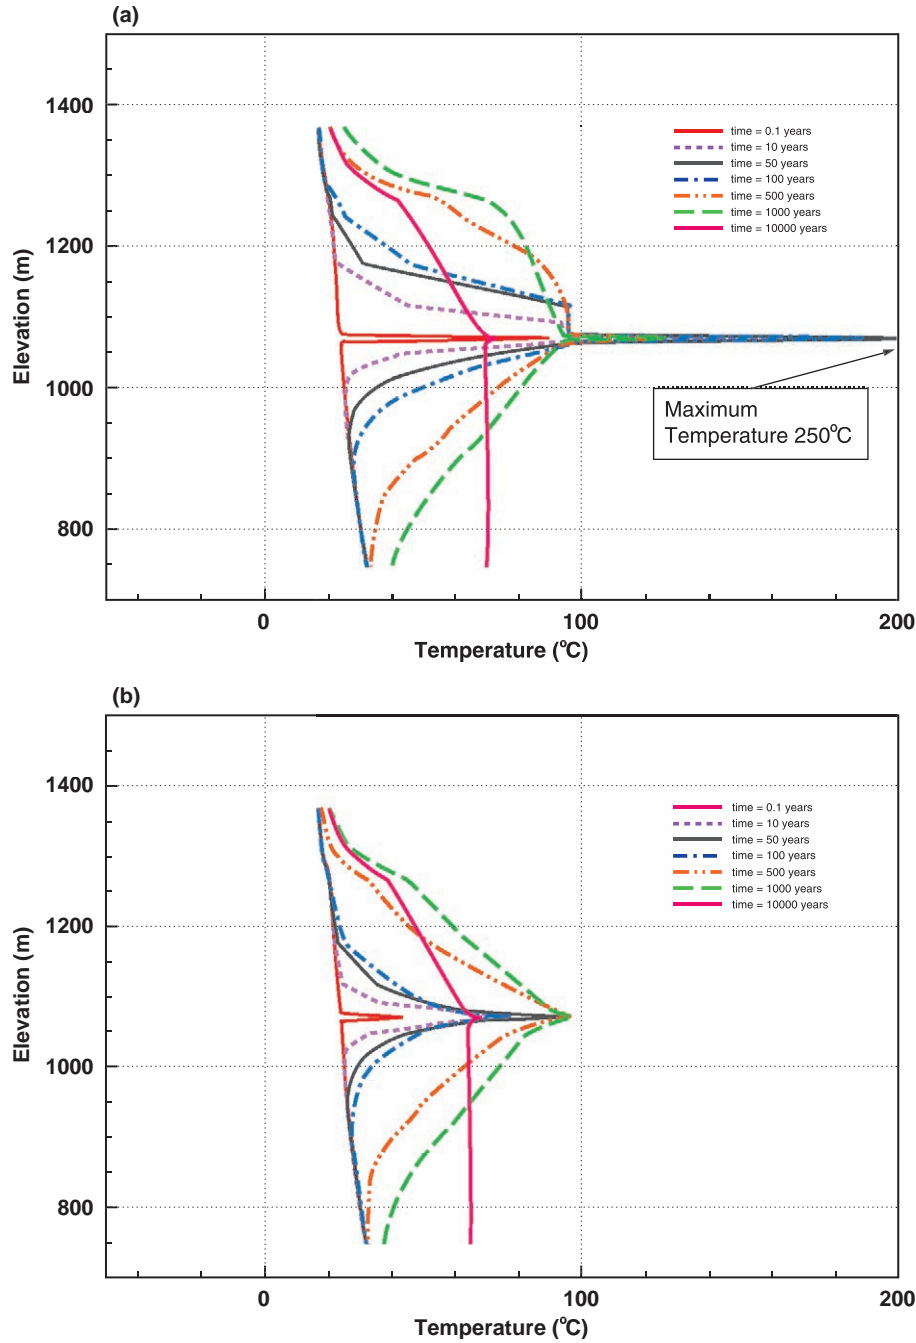 (a)
1400
1200
1000
800
Elevation (m)
time = 0.1 years
time = 10 years
time = 50 years
time = 100 years
time = 500 years
time = 1000 years
time = 10000 years
Maximum
Temperature 250°C
0
100
200
Temperature (°C)
(b)
1400
1200
1000
800
Elevation (m)
time = 0.1 years
time = 10 years
time = 50 years
time = 100 years
time = 500 years
time = 1000 years
time = 10000 years
0
100
200
Temperature (°C)